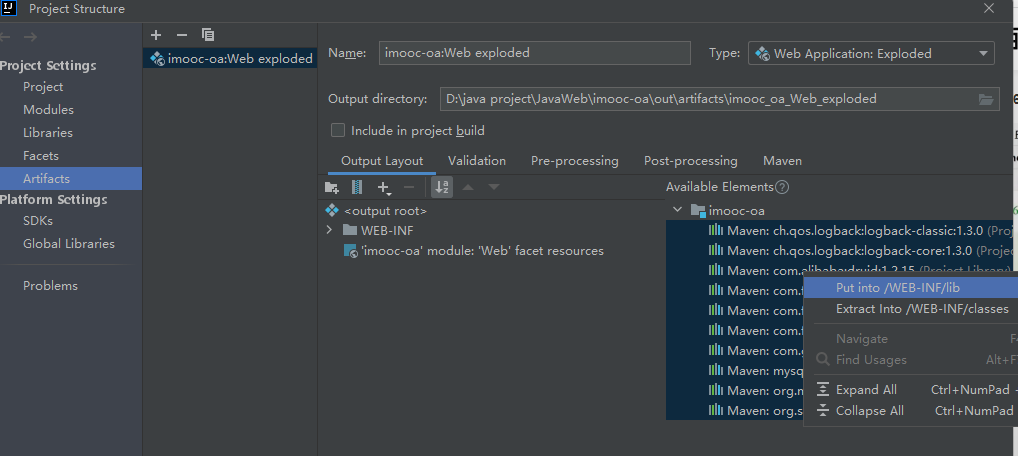 Project Structure
Project Settings
Project
Modules
Libraries
Facets
Artifacts
Platform Settings
SDKs
Global Libraries
Problems
imooc-oa:Web exploded
Name: imooc-oa:Web exploded
Type: Web Application: Exploded
Output directory: D:\java project\JavaWeb\imooc-oa\out\artifacts\imooc_oa_Web_exploded
Include in project build
Output Layout Validation Pre-processing Post-processing Maven
<output root>
WEB-INF
'imooc-oa' module: 'Web' facet resources
Available Elements
imooc-oa
Maven: ch.qos.logback:logback-classic:1.3.0 (Proje
Maven: ch.qos.logback:logback-core:1.3.0 (Projec
Maven: com.alibaba:druid:1.2.15 (Project Library)
Maven: com.
Maven: com.
Maven: com.
Maven: com.
Maven: mysq
Maven: org.
Maven: org.s
Put into /WEB-INF/lib
Extract Into /WEB-INF/classes
Navigate
Find Usages Alt+F
Expand All Ctrl+NumPad
Collapse All Ctrl+NumPad